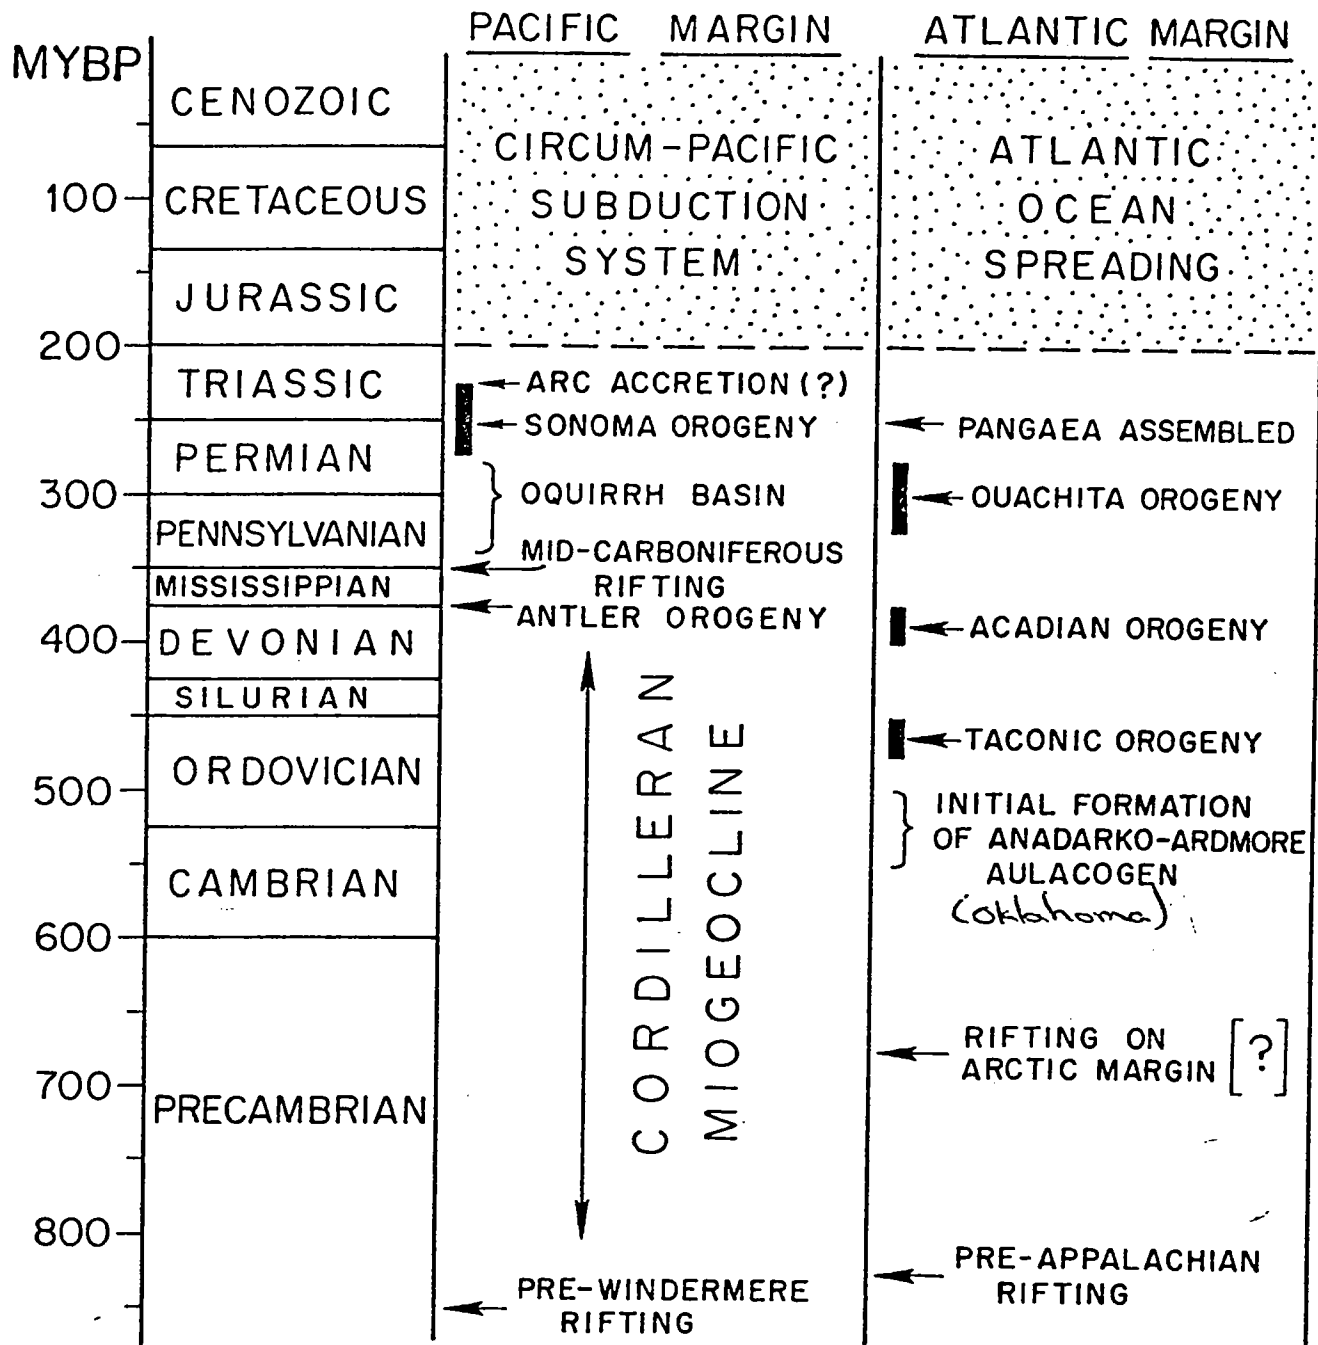 PACIFIC MARGIN
ATLANTIC MARGIN
MYBP
CENOZOIC
100
CRETACEOUS
JURASSIC
200
TRIASSIC
PERMIAN
300
PENNSYLVANIAN
MISSISSIPPIAN
400
DEVONIAN
SILURIAN
ORDOVICIAN
500
CAMBRIAN
600
700
PRECAMBRIAN
800
CIRCUM-PACIFIC
SUBDUCTION
SYSTEM
ARC ACCRETION (?)
SONOMA OROGENY
OQUIRRH BASIN
MID-CARBONIFEROUS
RIFTING
ANTLER OROGENY
CORDILLERAN
MIOGEOCLINE
PRE-WINDERMERE
RIFTING
ATLANTIC
OCEAN
SPREADING
PANGAEA ASSEMBLED
OUACHITA OROGENY
ACADIAN OROGENY
TACONIC OROGENY
INITIAL FORMATION
OF ANADARKO-ARDMORE
AULACOGEN
(Oklahoma)
RIFTING ON
ARCTIC MARGIN [?]
PRE-APPALACHIAN
RIFTING